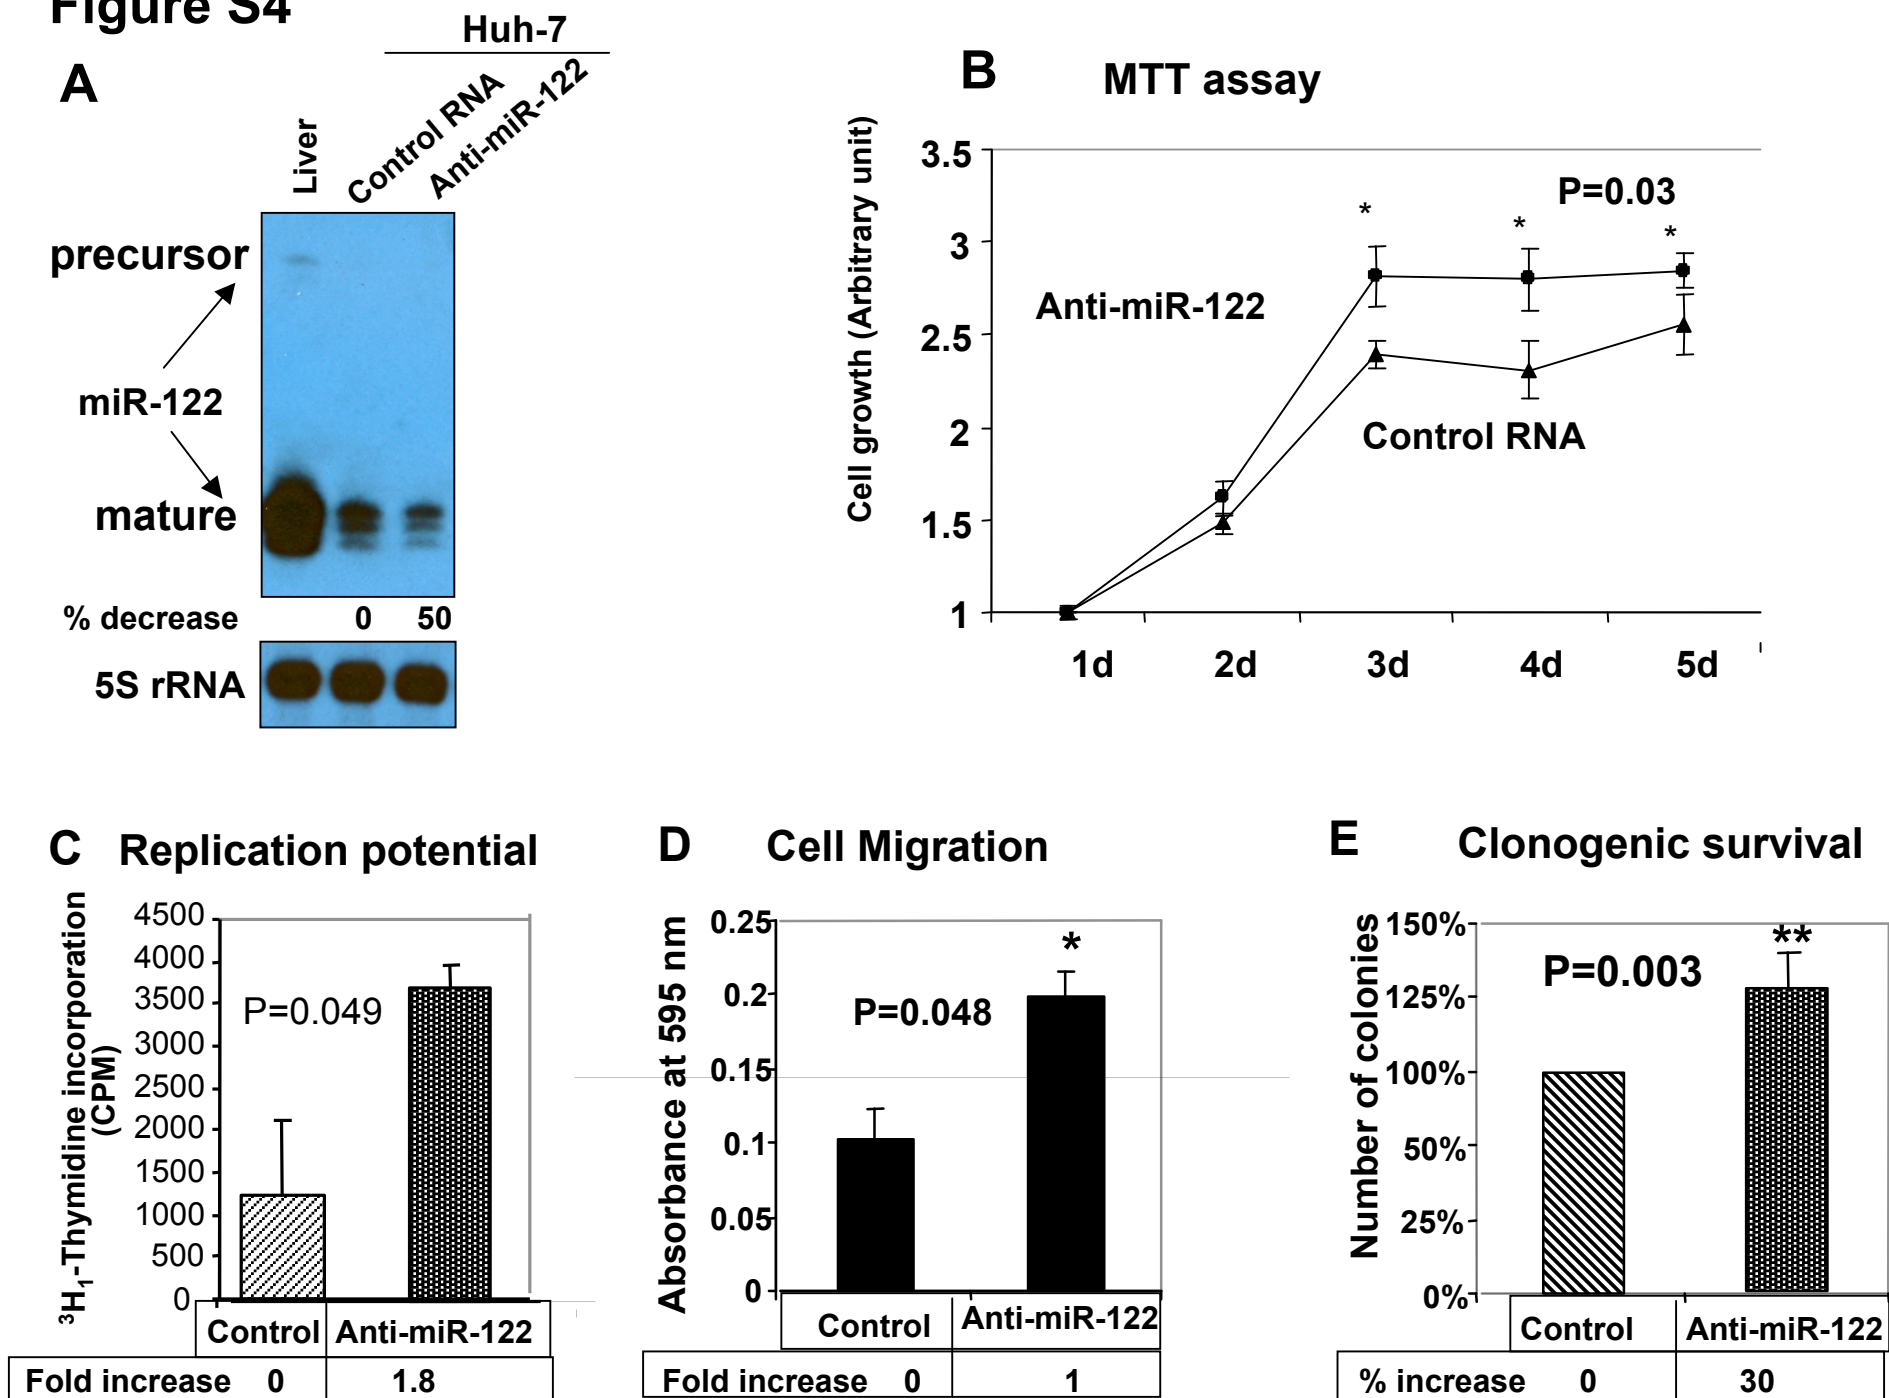 Figure S4
A
Huh-7
Liver
Control RNA
Anti-miR-122
precursor
miR-122
mature
% decrease 0 50
5S rRNA
B MTT assay
Cell growth (Arbitrary unit)
3.5
3
2.5
2
1.5
1
P=0.03
* * *
Anti-miR-122
Control RNA
1d 2d 3d 4d 5d
C Replication potential
³H₁-Thymidine incorporation
(CPM)
4500
4000
3500
3000
2500
2000
1500
1000
500
0
P=0.049
Control Anti-miR-122
Fold increase 0 1.8
D Cell Migration
Absorbance at 595 nm
0.25
0.2
0.15
0.1
0.05
0
*
P=0.048
Control Anti-miR-122
Fold increase 0 1
E Clonogenic survival
Number of colonies
150%
125%
100%
50%
25%
0%
**
P=0.003
Control Anti-miR-122
% increase 0 30